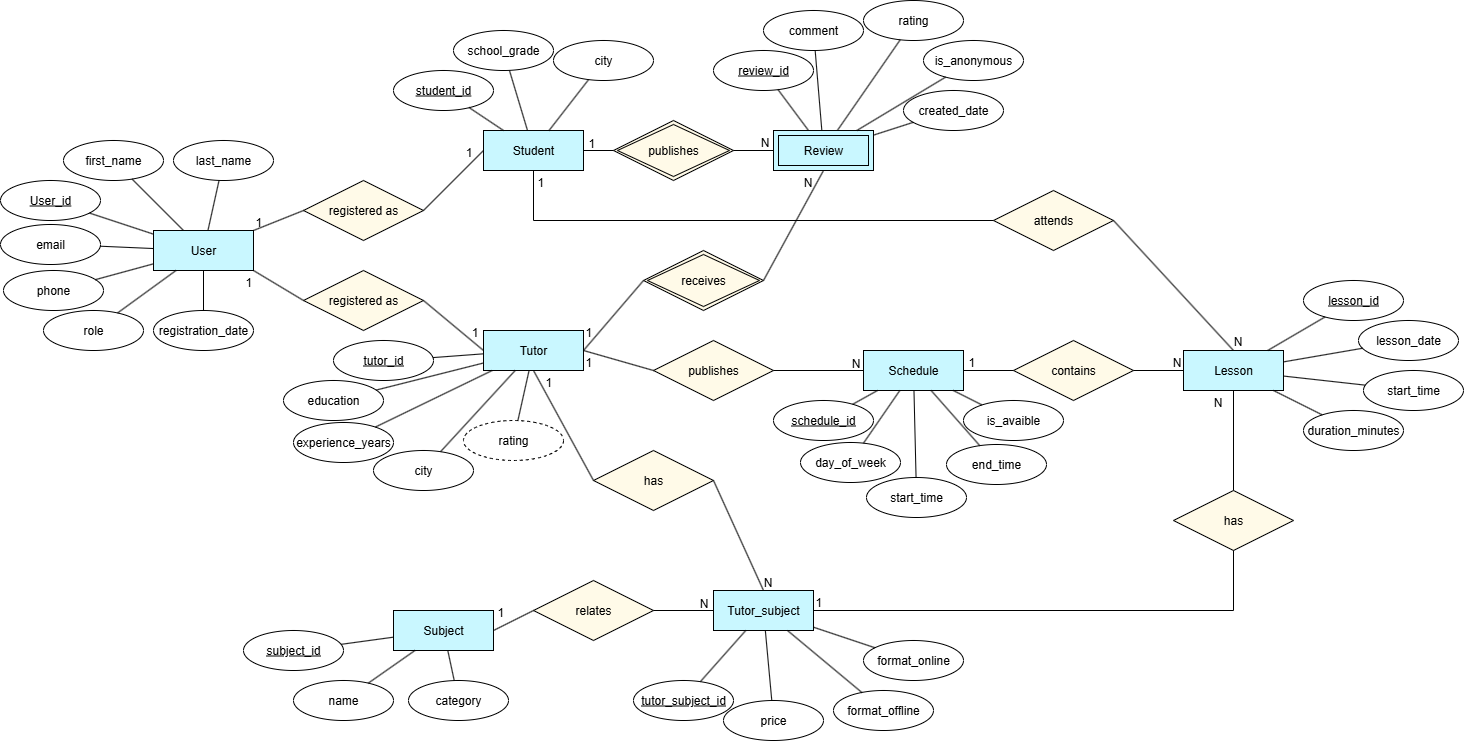 rating
comment
school_grade
city
is_anonymous
review_id
student_id
created_date
1
N
Student
publishes
Review
first_name
last_name
1
N
1
User_id
registered as
attends
1
email
User
receives
1
phone
registered as
lesson_id
role
registration_date
1
1
N
lesson_date
tutor_id
Tutor
1
publishes
N
Schedule
1
contains
N
Lesson
1
start_time
education
N
schedule_id
is_avaible
experience_years
rating
duration_minutes
city
day_of_week
end_time
has
start_time
has
N
Subject
1
relates
N
Tutor_subject
1
subject_id
format_online
name
category
tutor_subject_id
price
format_offline